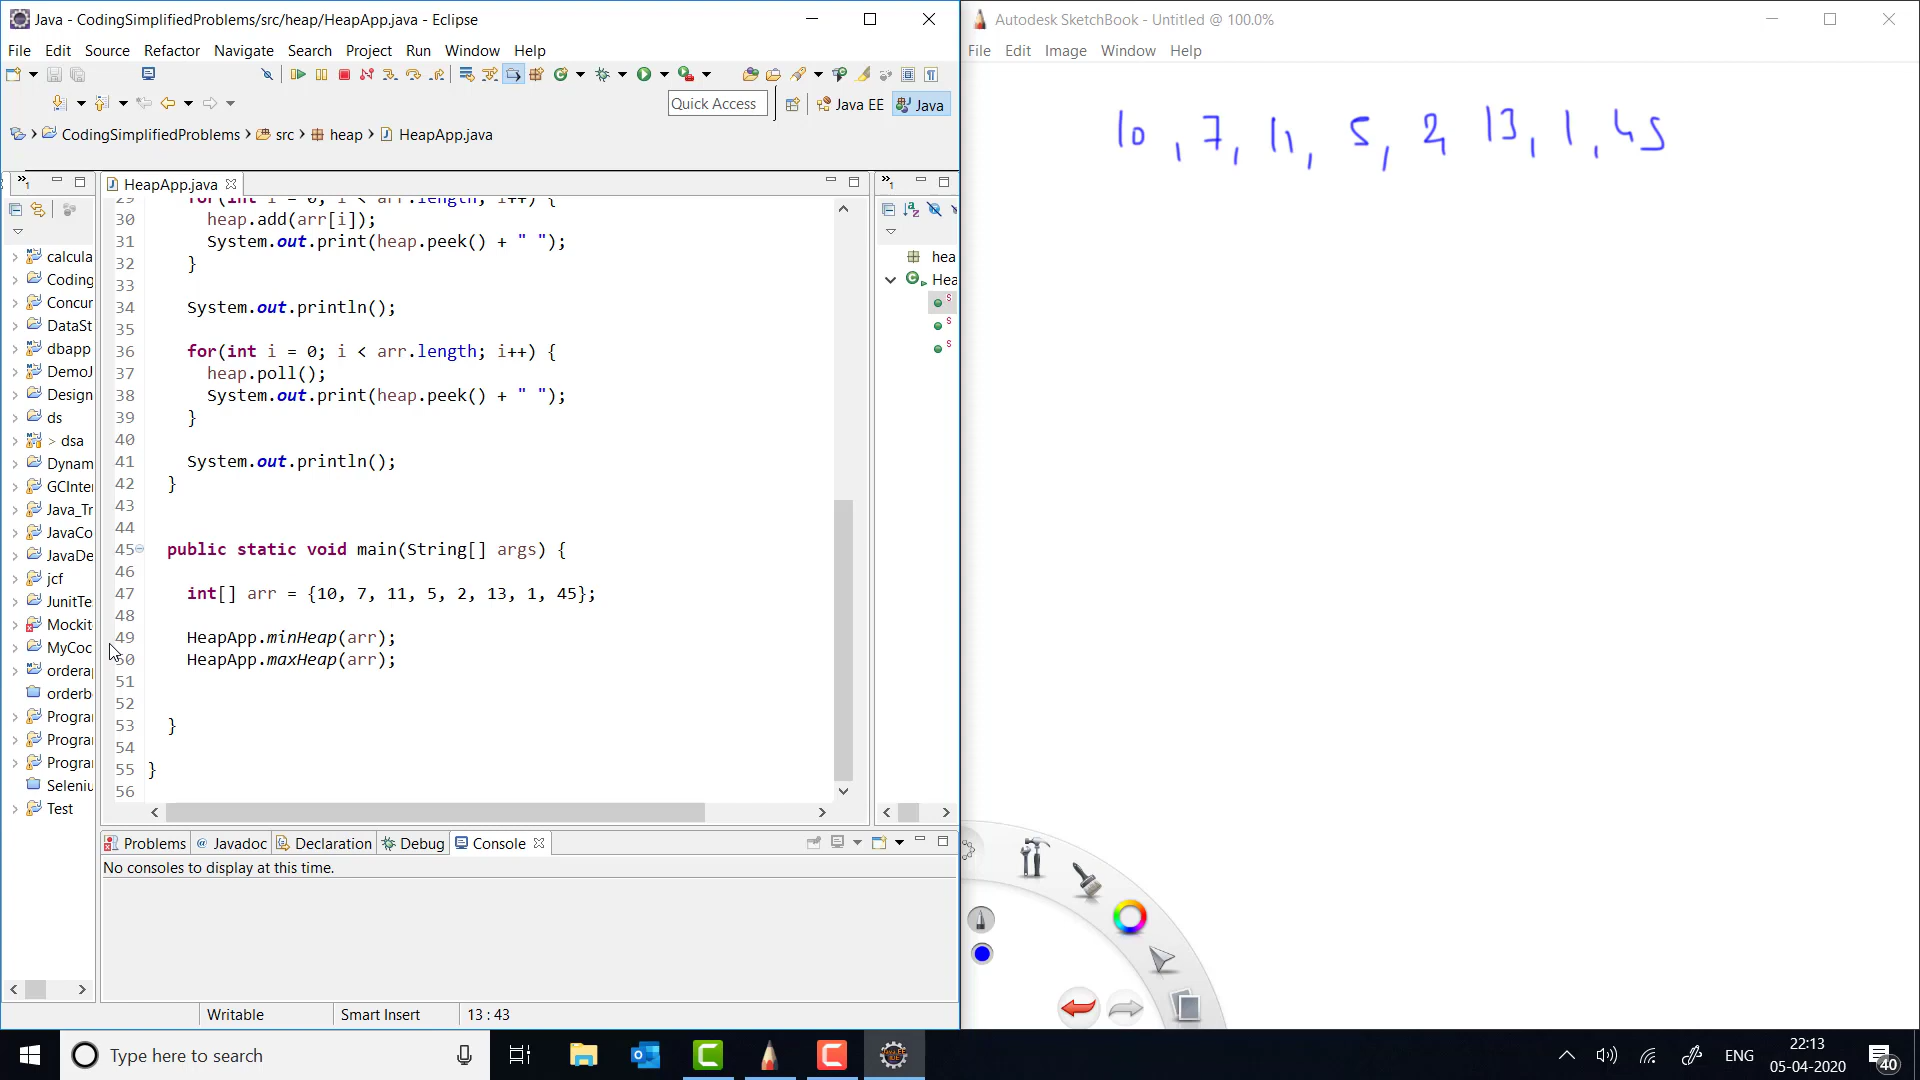 Java - CodingSimplifiedProblems/src/heap/HeapApp.java - Eclipse
File Edit Source Refactor Navigate Search Project Run Window Help
Quick Access
Java EE
Java
CodingSimplifiedProblems src heap HeapApp.java
HeapApp.java
29 for(int i = 0; i < arr.length; i++) {
30 heap.add(arr[i]);
31 System.out.print(heap.peek() + " ");
32 }
33
34 System.out.println();
35
36 for(int i = 0; i < arr.length; i++) {
37 heap.poll();
38 System.out.print(heap.peek() + " ");
39 }
40
41 System.out.println();
42 }
43
44
45 public static void main(String[] args) {
46
47 int[] arr = {10, 7, 11, 5, 2, 13, 1, 45};
48
49 HeapApp.minHeap(arr);
50 HeapApp.maxHeap(arr);
51
52
53 }
54
55 }
56
calcula
Coding
Concur
DataSt
dbapp
DemoJ
Design
ds
> dsa
Dynam
GCInter
Java_Tr
JavaCo
JavaDe
jcf
JunitTe
Mockit
MyCoc
ordera
orderb
Progra
Progra
Progra
Seleniu
Test
hea
Hea
Problems @ Javadoc Declaration Debug Console
No consoles to display at this time.
Writable Smart Insert 13 : 43
Autodesk SketchBook - Untitled @ 100.0%
File Edit Image Window Help
10 , 7, 11, 5, 2, 13, 1, 45
Type here to search
ENG
22:13
05-04-2020
40